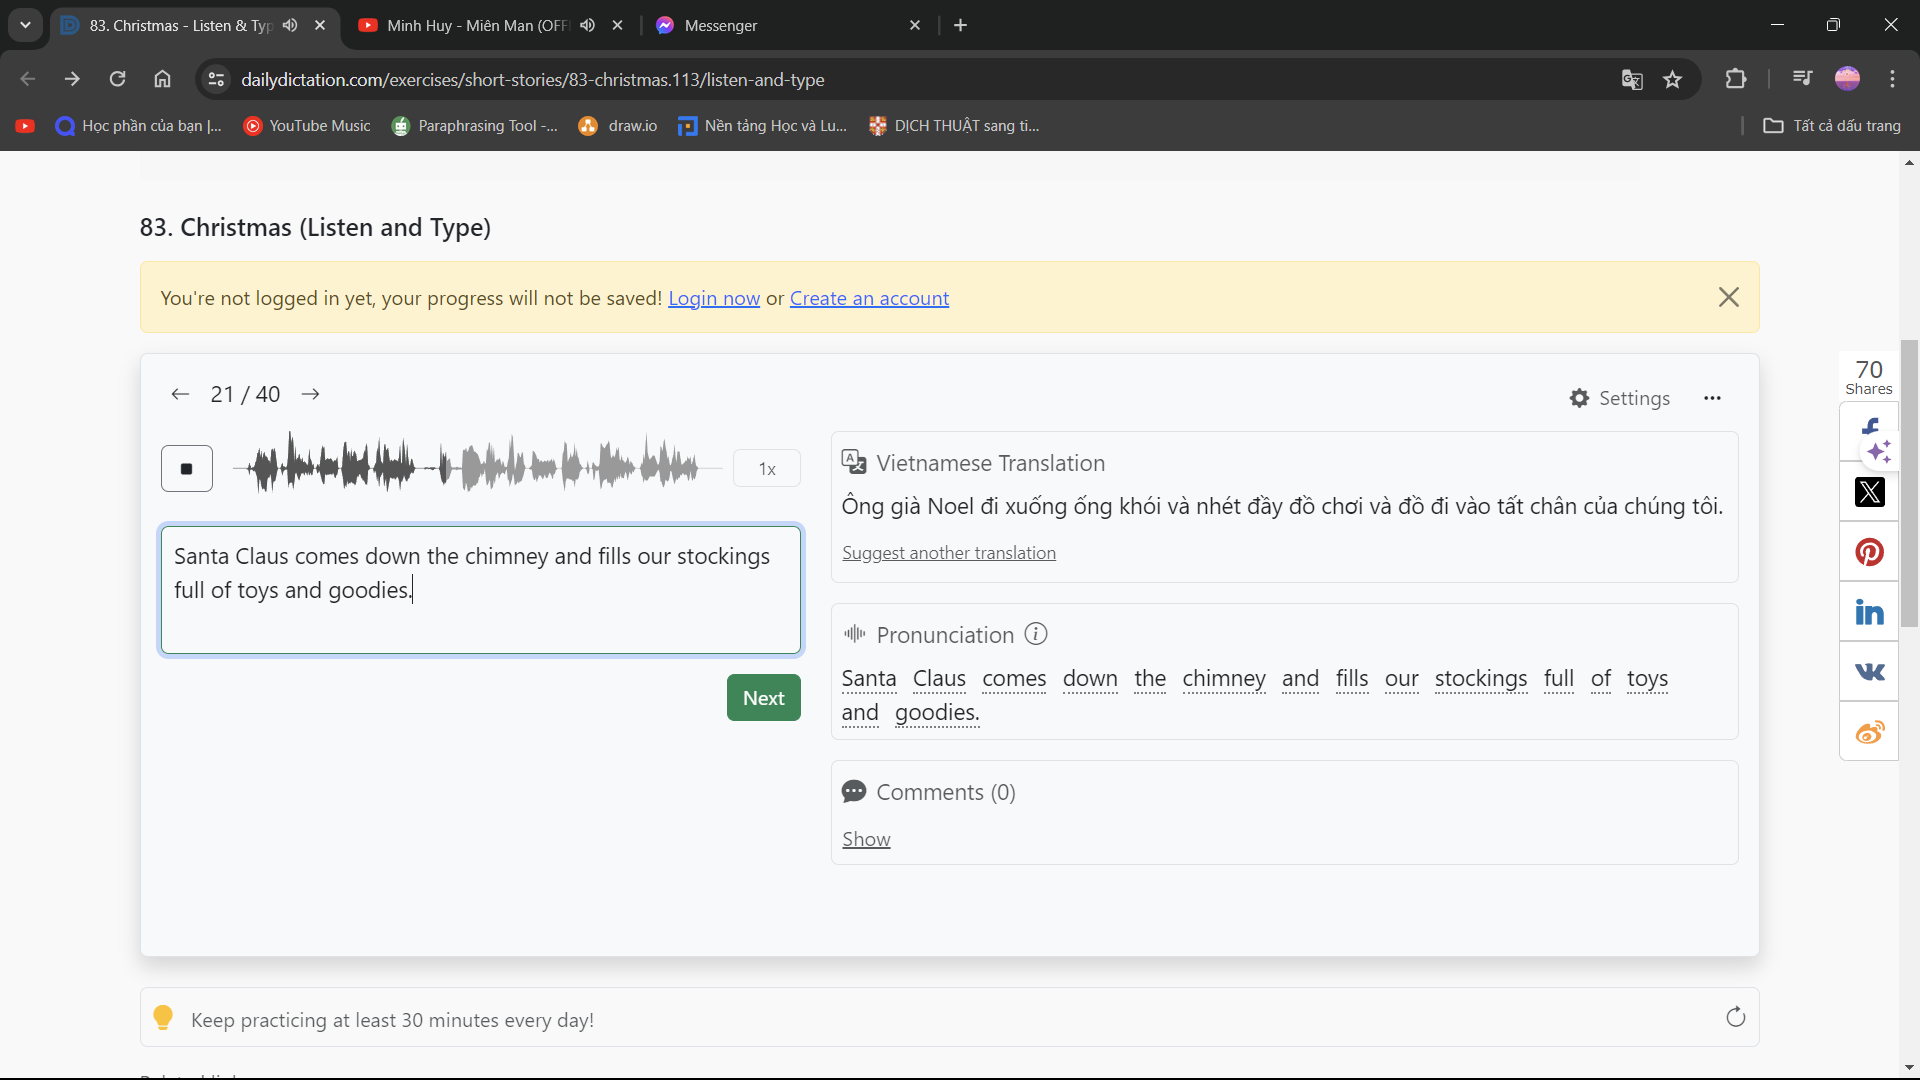 83. Christmas - Listen & Typ
Minh Huy - Miên Man (OFF
Messenger
dailydictation.com/exercises/short-stories/83-christmas.113/listen-and-type
Học phần của bạn |...
YouTube Music
Paraphrasing Tool -...
draw.io
Nền tảng Học và Lu...
DỊCH THUẬT sang ti...
Tất cả dấu trang
83. Christmas (Listen and Type)
You're not logged in yet, your progress will not be saved! Login now or Create an account
21 / 40
Settings
1x
Santa Claus comes down the chimney and fills our stockings
full of toys and goodies.
Next
Vietnamese Translation
Ông già Noel đi xuống ống khói và nhét đầy đồ chơi và đồ đi vào tất chân của chúng tôi.
Suggest another translation
Pronunciation
Santa Claus comes down the chimney and fills our stockings full of toys
and goodies.
Comments (0)
Show
70
Shares
Keep practicing at least 30 minutes every day!